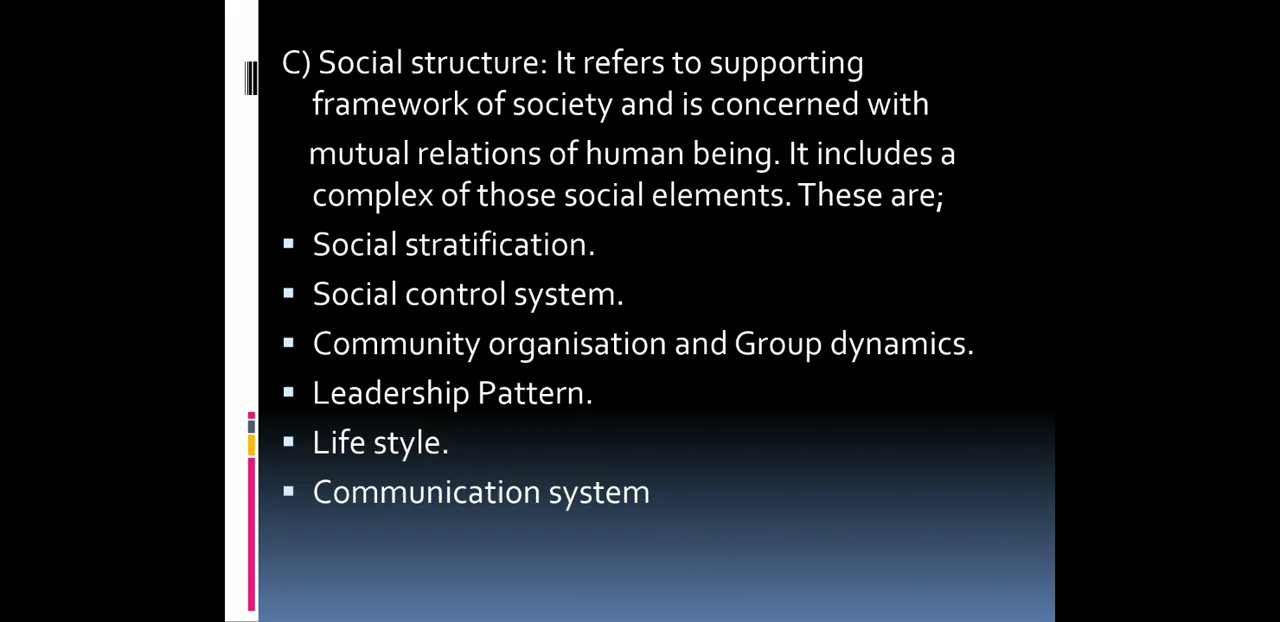 C) Social structure: It refers to supporting
framework of society and is concerned with
mutual relations of human being. It includes a
complex of those social elements. These are;
Social stratification.
Social control system.
Community organisation and Group dynamics.
Leadership Pattern.
Life style.
Communication system